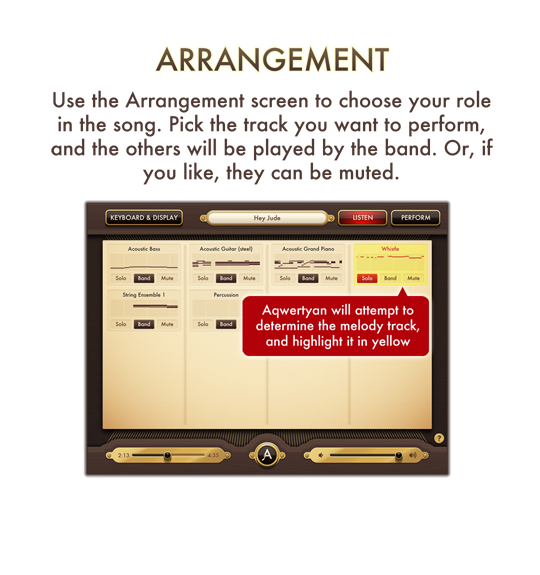 ARRANGEMENT
Use the Arrangement screen to choose your role
in the song. Pick the track you want to perform,
and the others will be played by the band. Or, if
you like, they can be muted.
KEYBOARD & DISPLAY
Hey Jude
LISTEN
PERFORM
Acoustic Bass
Acoustic Guitar (steel)
Acoustic Grand Piano
Whistle
Solo Band Mute
Solo Band Mute
Solo Band Mute
Solo Band Mute
String Ensemble 1
Percussion
Solo Band Mute
Solo Band
Aqwertyan will attempt to
determine the melody track,
and highlight it in yellow
?
2:13
4:35
A